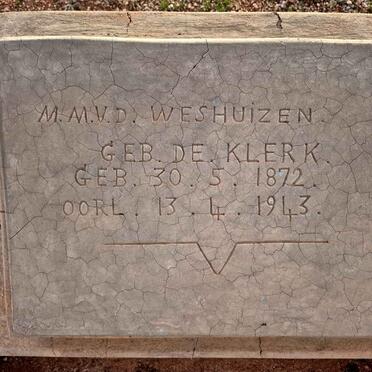 M.M.V.D. WESHUIZEN.
GEB. DE. KLERK.
GEB. 30. 5. 1872.
OORL. 13. 4. 1943.